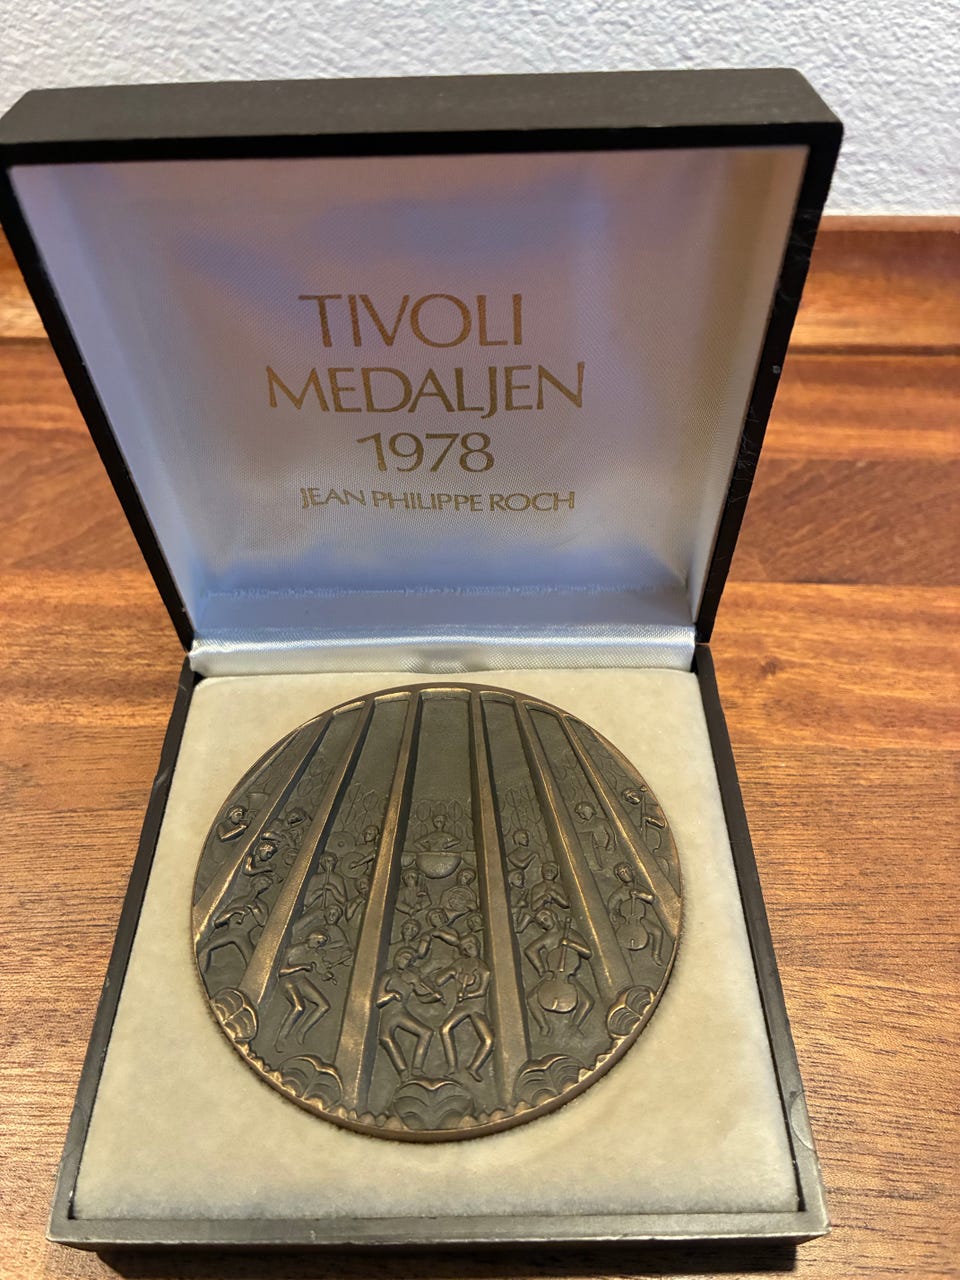 TIVOLI
MEDALJEN
1978
JEAN PHILIPPE ROCH